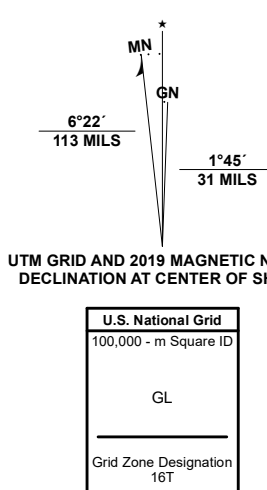 ★
MN
GN
6°22´
113 MILS
1°45´
31 MILS
UTM GRID AND 2019 MAGNETIC
DECLINATION AT CENTER OF
U.S. National Grid
100,000 - m Square ID
GL
Grid Zone Designation
16T